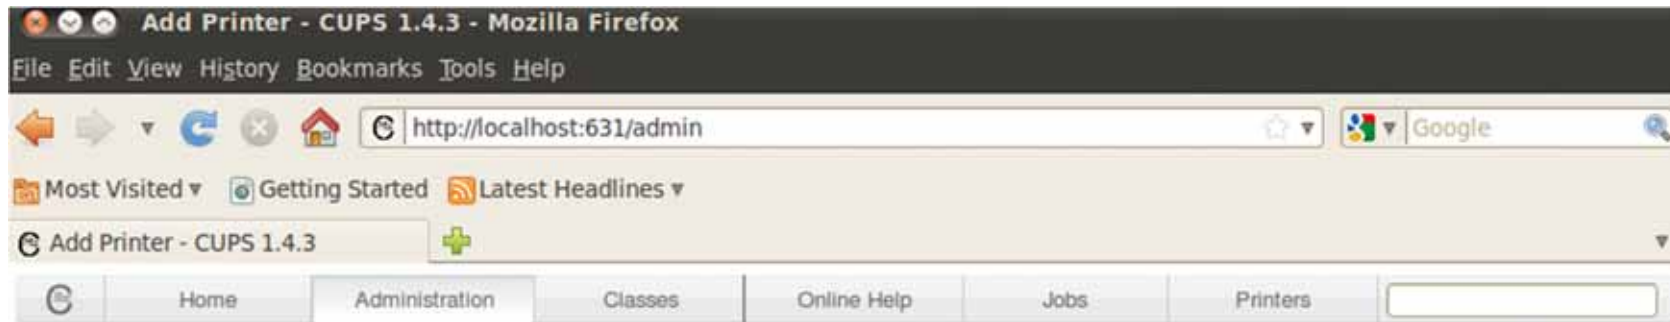 Add Printer - CUPS 1.4.3 - Mozilla Firefox
File Edit View History Bookmarks Tools Help
http://localhost:631/admin Google
Most Visited Getting Started Latest Headlines
Add Printer - CUPS 1.4.3
Home Administration Classes Online Help Jobs Printers